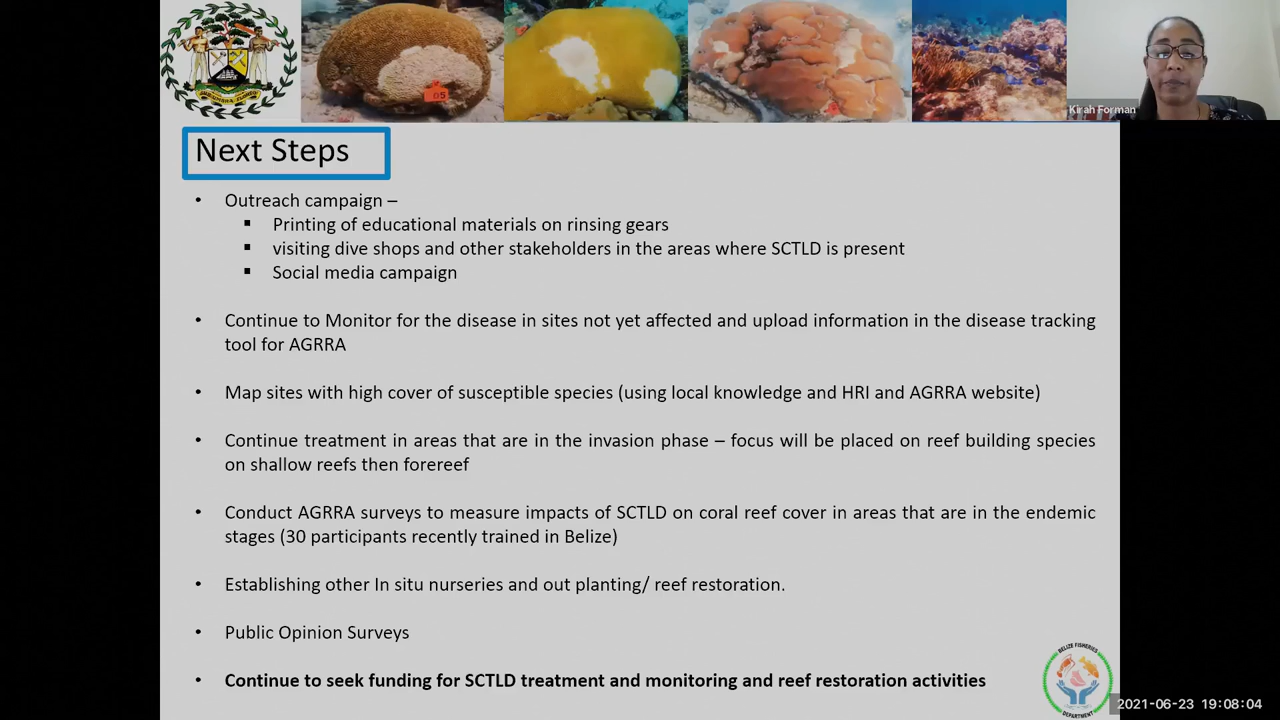 D5
Kirah Forman
Next Steps
• Outreach campaign –
▪ Printing of educational materials on rinsing gears
▪ visiting dive shops and other stakeholders in the areas where SCTLD is present
▪ Social media campaign
• Continue to Monitor for the disease in sites not yet affected and upload information in the disease tracking
tool for AGRRA
• Map sites with high cover of susceptible species (using local knowledge and HRI and AGRRA website)
• Continue treatment in areas that are in the invasion phase – focus will be placed on reef building species
on shallow reefs then forereef
• Conduct AGRRA surveys to measure impacts of SCTLD on coral reef cover in areas that are in the endemic
stages (30 participants recently trained in Belize)
• Establishing other In situ nurseries and out planting/ reef restoration.
• Public Opinion Surveys
• Continue to seek funding for SCTLD treatment and monitoring and reef restoration activities
BELIZE FISHERIES
DEPARTMENT
2021-06-23 19:08:04